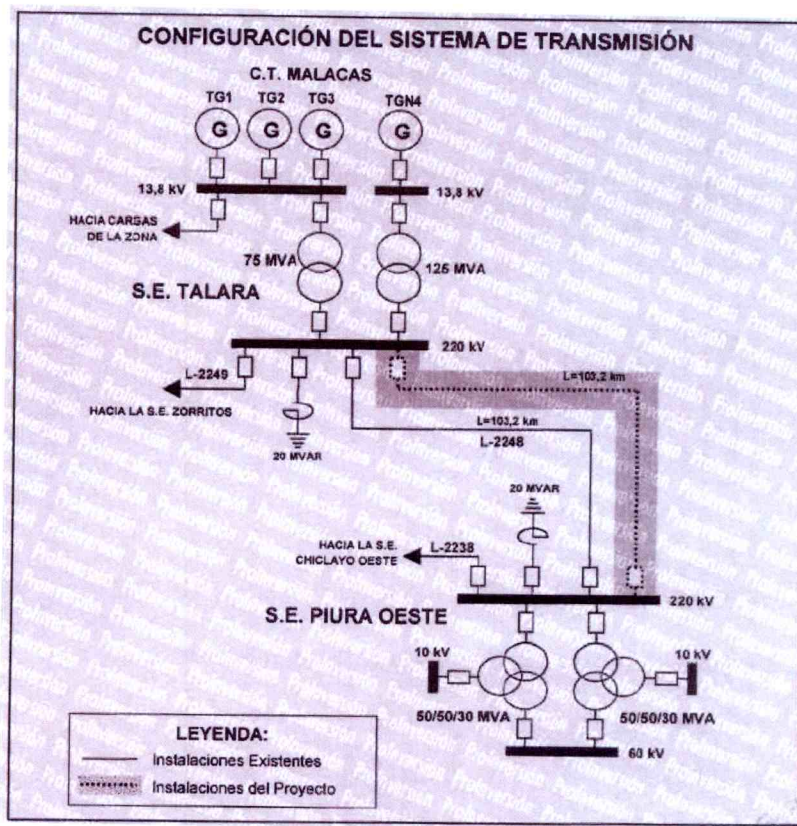 CONFIGURACIÓN DEL SISTEMA DE TRANSMISIÓN
C.T. MALACAS
TG1
TG2
TG3
TGN4
G
G
G
G
13,8 kV
13,8 kV
HACIA CARGAS
DE LA ZONA
75 MVA
125 MVA
S.E. TALARA
220 kV
L-2249
L=103,2 km
HACIA LA S.E. ZORRITOS
L=103,2 km
L-2248
20 MVAR
20 MVAR
HACIA LA S.E.
CHICLAYO OESTE
L-2238
220 kV
S.E. PIURA OESTE
10 kV
10 kV
50/50/30 MVA
50/50/30 MVA
60 kV
LEYENDA:
Instalaciones Existentes
Instalaciones del Proyecto
ProInversión